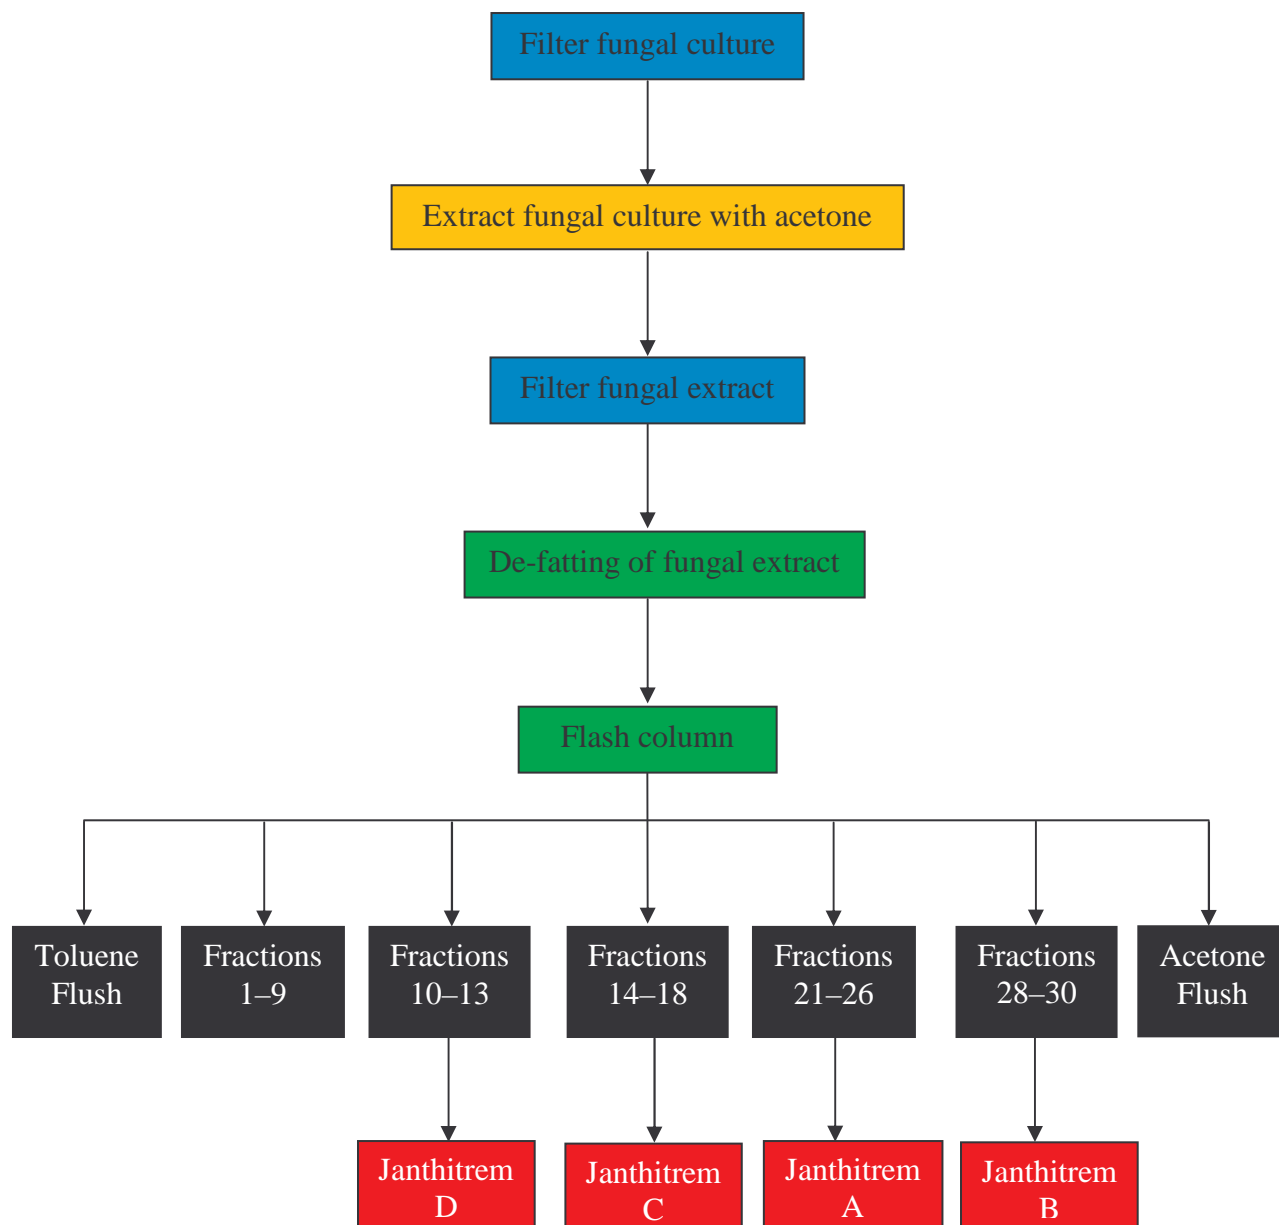 Filter fungal culture
Extract fungal culture with acetone
Filter fungal extract
De-fatting of fungal extract
Flash column
Toluene
Flush
Fractions
1–9
Fractions
10–13
Fractions
14–18
Fractions
21–26
Fractions
28–30
Acetone
Flush
Janthitrem
D
Janthitrem
C
Janthitrem
A
Janthitrem
B